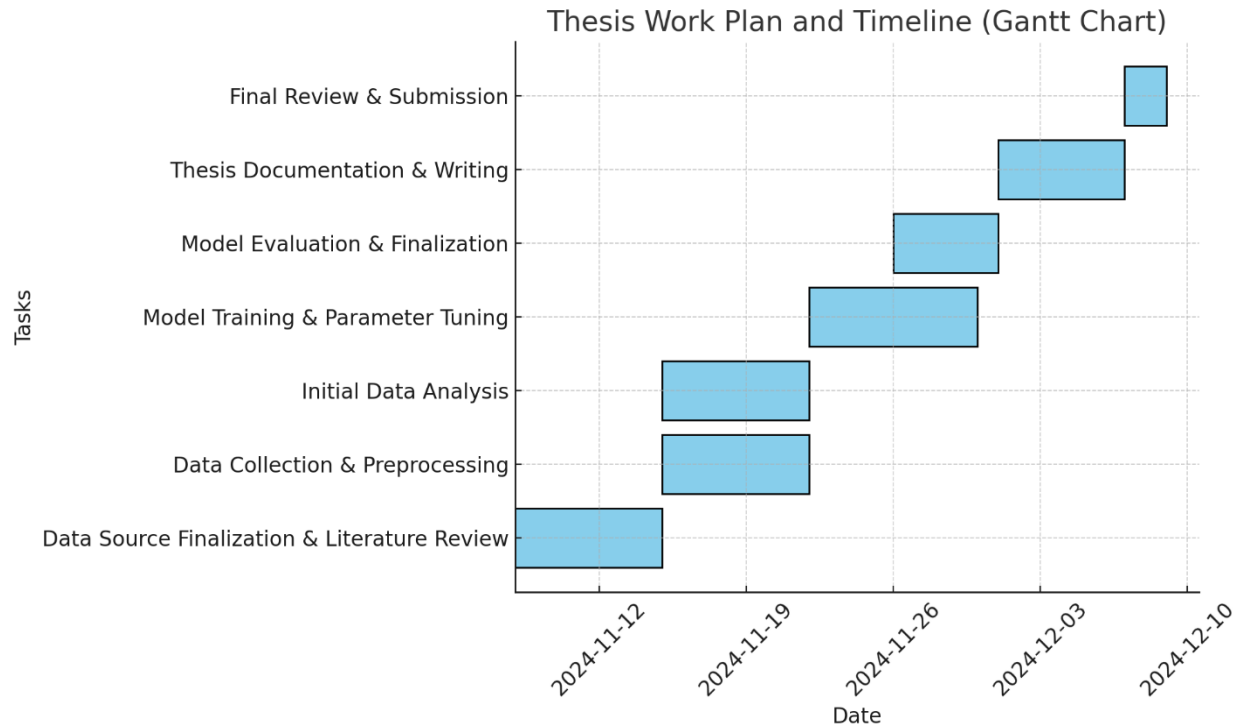 Thesis Work Plan and Timeline (Gantt Chart)
Final Review & Submission
Thesis Documentation & Writing
Model Evaluation & Finalization
Model Training & Parameter Tuning
Initial Data Analysis
Data Collection & Preprocessing
Data Source Finalization & Literature Review
Tasks
2024-11-12
2024-11-19
2024-11-26
2024-12-03
2024-12-10
Date